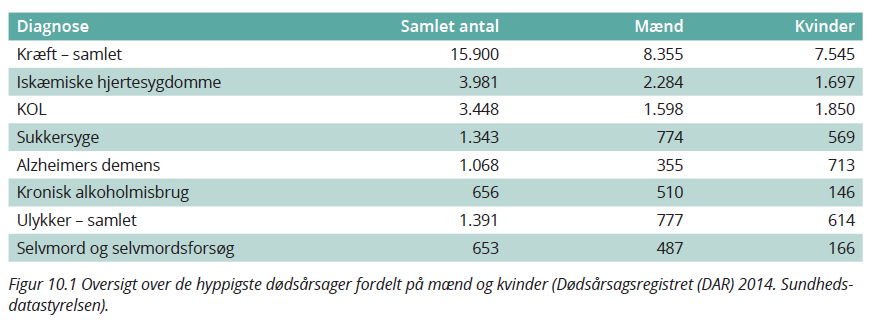 Diagnose Samlet antal Mænd Kvinder
Kræft – samlet 15.900 8.355 7.545
Iskæmiske hjertesygdomme 3.981 2.284 1.697
KOL 3.448 1.598 1.850
Sukkersyge 1.343 774 569
Alzheimers demens 1.068 355 713
Kronisk alkoholmisbrug 656 510 146
Ulykker – samlet 1.391 777 614
Selvmord og selvmordsforsøg 653 487 166
Figur 10.1 Oversigt over de hyppigste dødsårsager fordelt på mænd og kvinder (Dødsårsagsregistret (DAR) 2014. Sundheds-
datastyrelsen).